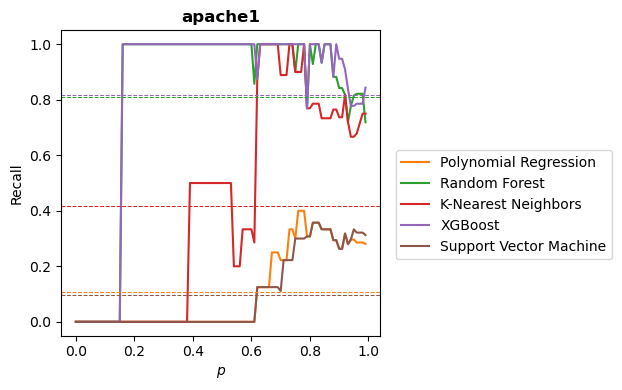 apache1
Recall
1.0
0.8
0.6
0.4
0.2
0.0
0.0 0.2 0.4 0.6 0.8 1.0
p
Polynomial Regression
Random Forest
K-Nearest Neighbors
XGBoost
Support Vector Machine